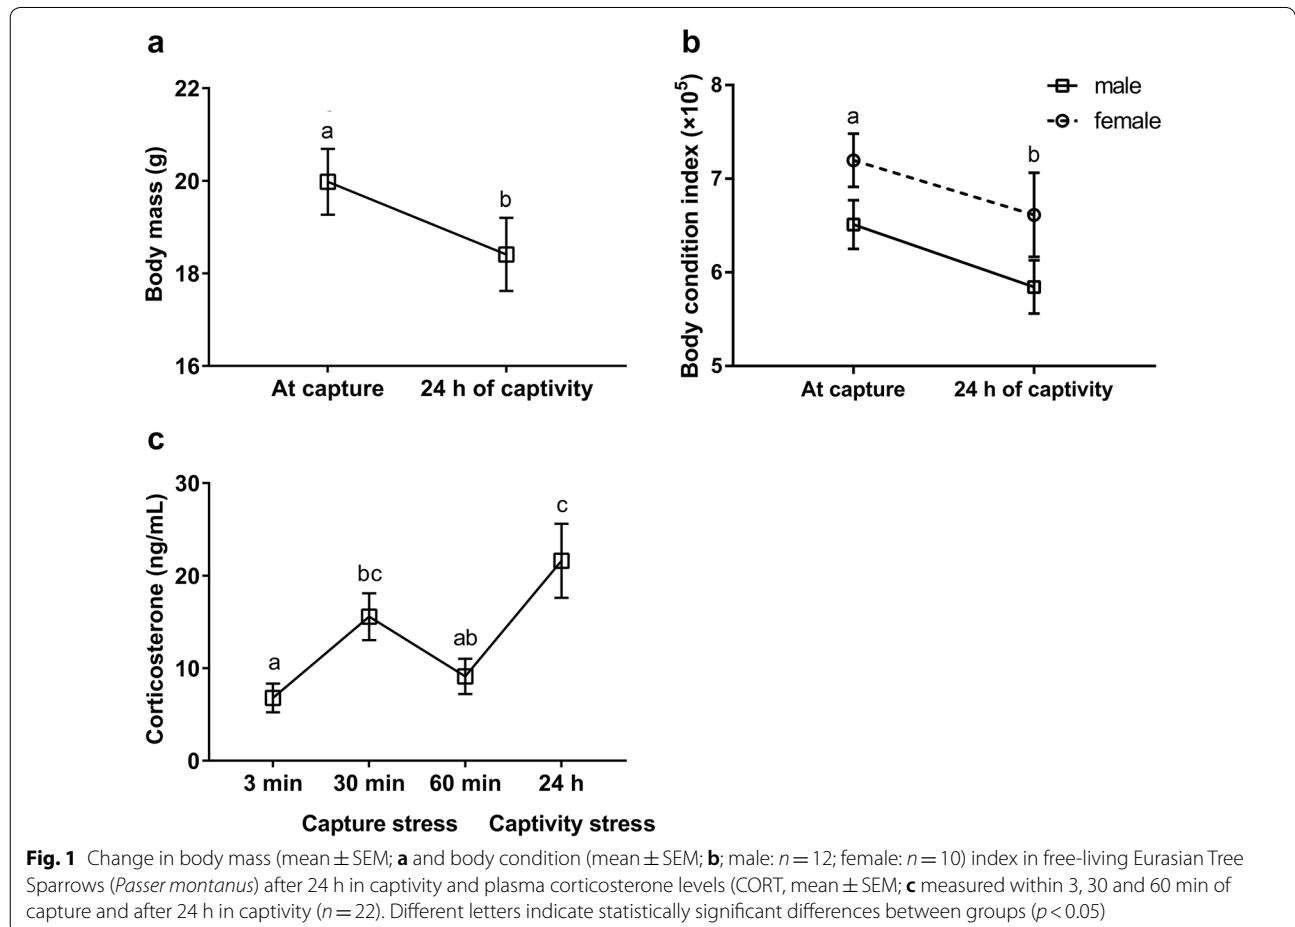 a
22
20
18
16
Body mass (g)
a
b
At capture
24 h of captivity
b
8
7
6
5
Body condition index (×10⁵)
male
female
a
b
At capture
24 h of captivity
c
30
20
10
0
Corticosterone (ng/mL)
a
bc
ab
c
3 min
30 min
60 min
24 h
Capture stress
Captivity stress
Fig. 1 Change in body mass (mean ± SEM; a and body condition (mean ± SEM; b; male: n = 12; female: n = 10) index in free-living Eurasian Tree
Sparrows (Passer montanus) after 24 h in captivity and plasma corticosterone levels (CORT, mean ± SEM; c measured within 3, 30 and 60 min of
capture and after 24 h in captivity (n = 22). Different letters indicate statistically significant differences between groups (p < 0.05)